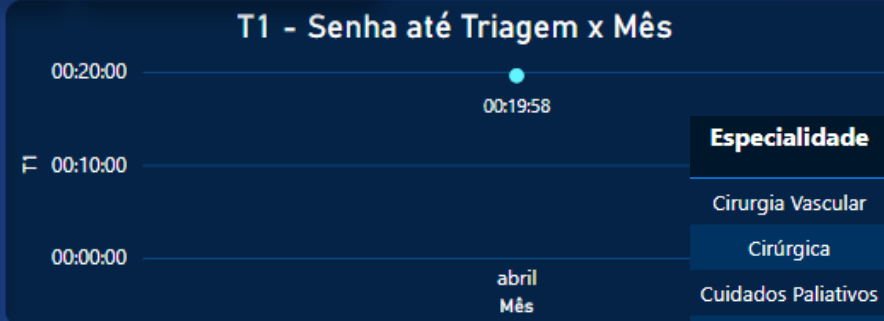 T1 - Senha até Triagem x Mês
00:20:00
00:19:58
T1
00:10:00
00:00:00
abril
Mês
Especialidade
Cirurgia Vascular
Cirúrgica
Cuidados Paliativos